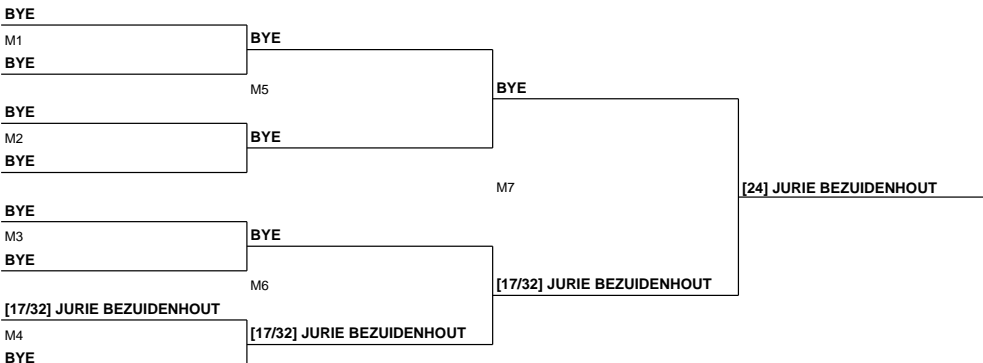 BYE
M1
BYE
BYE
M5
BYE
BYE
M2
BYE
BYE
M7
[24] JURIE BEZUIDENHOUT
BYE
M3
BYE
BYE
M6
[17/32] JURIE BEZUIDENHOUT
[17/32] JURIE BEZUIDENHOUT
M4
[17/32] JURIE BEZUIDENHOUT
BYE